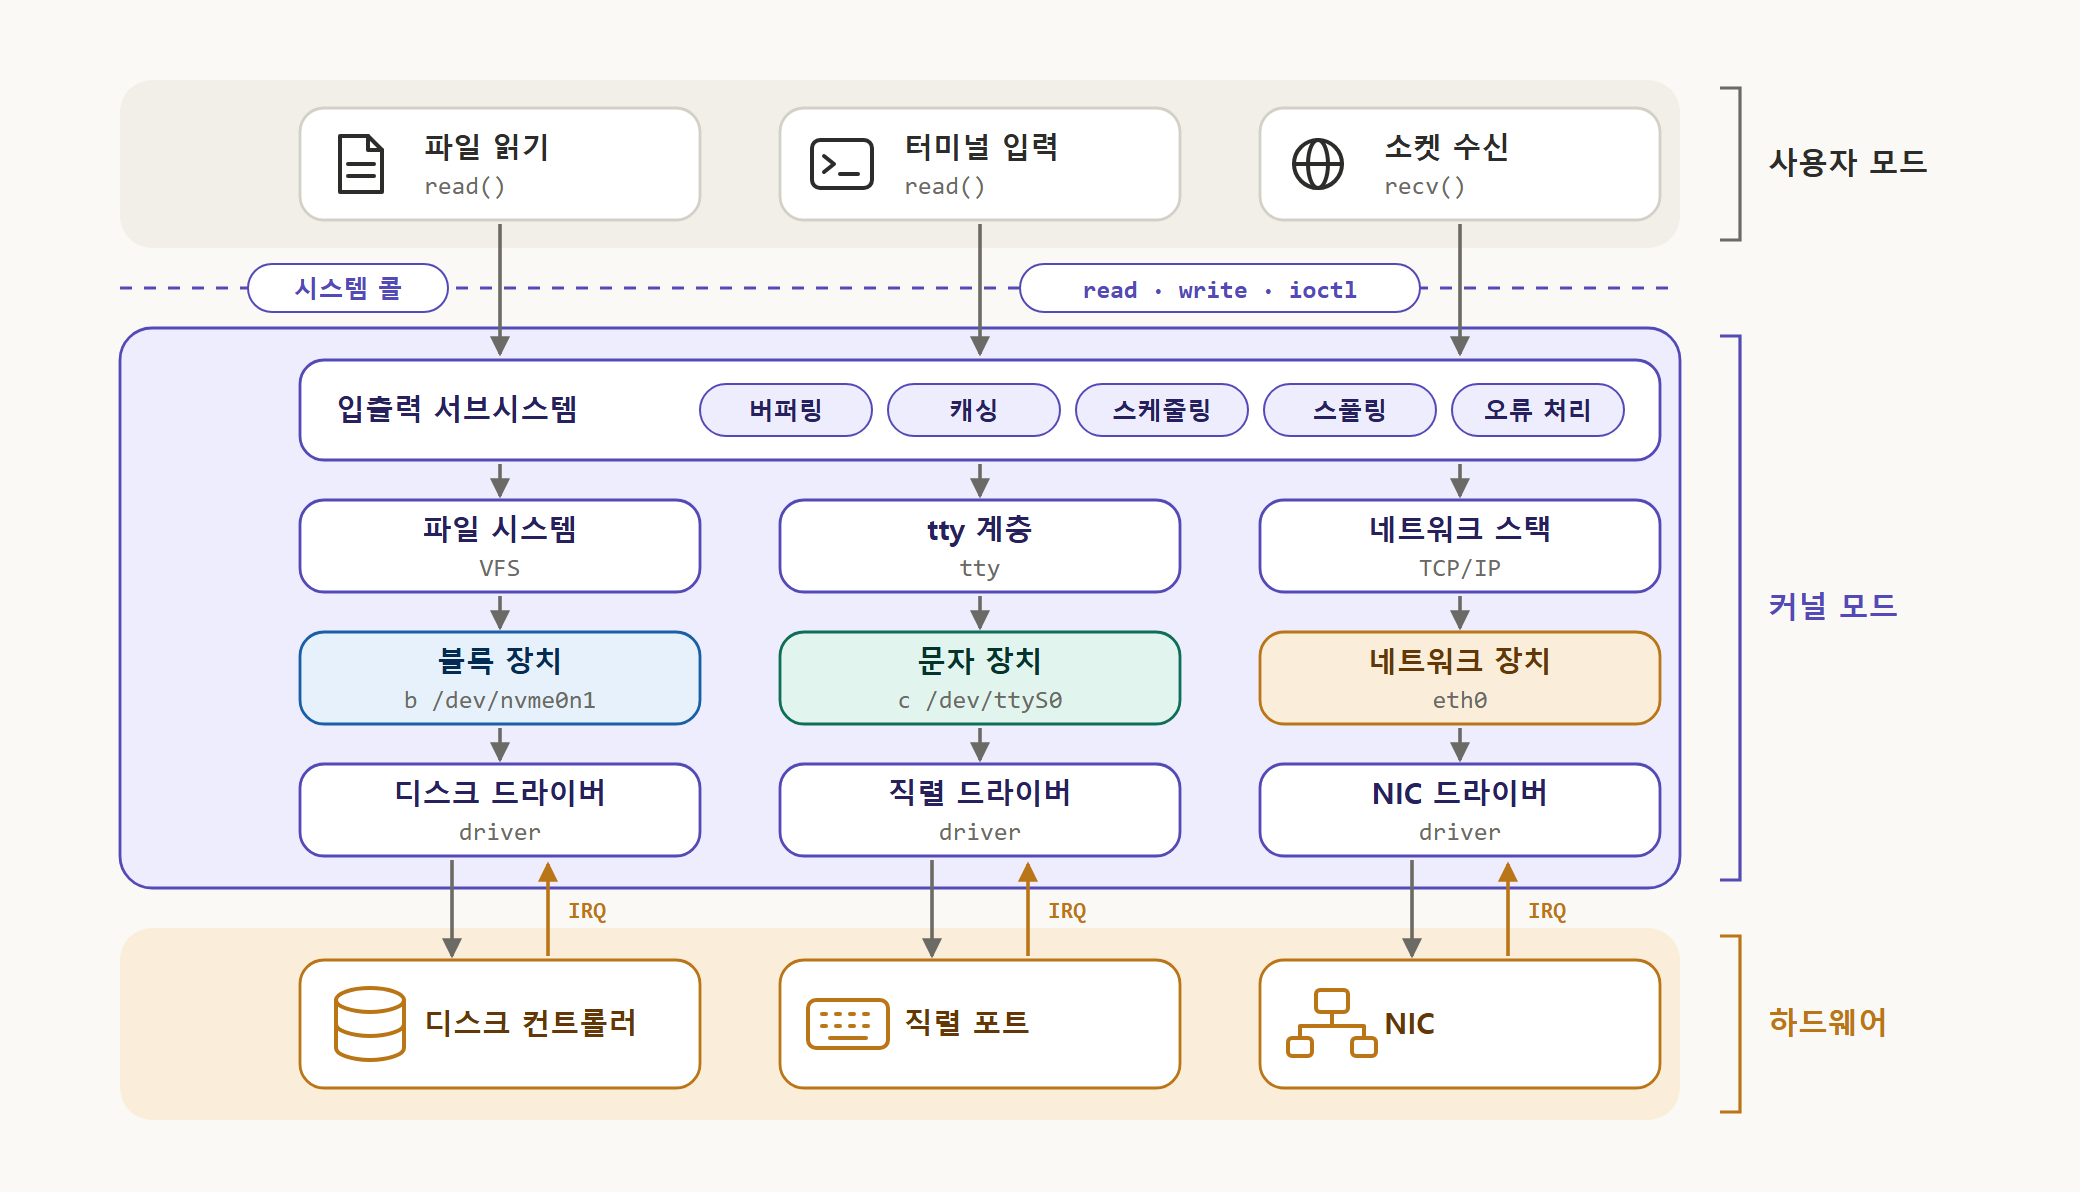 파일 읽기
read()
터미널 입력
read()
소켓 수신
recv()
사용자 모드
시스템 콜
read · write · ioctl
입출력 서브시스템
버퍼링
캐싱
스케줄링
스풀링
오류 처리
파일 시스템
VFS
tty 계층
tty
네트워크 스택
TCP/IP
커널 모드
블록 장치
b /dev/nvme0n1
문자 장치
c /dev/ttyS0
네트워크 장치
eth0
디스크 드라이버
driver
직렬 드라이버
driver
NIC 드라이버
driver
IRQ
IRQ
IRQ
디스크 컨트롤러
직렬 포트
NIC
하드웨어